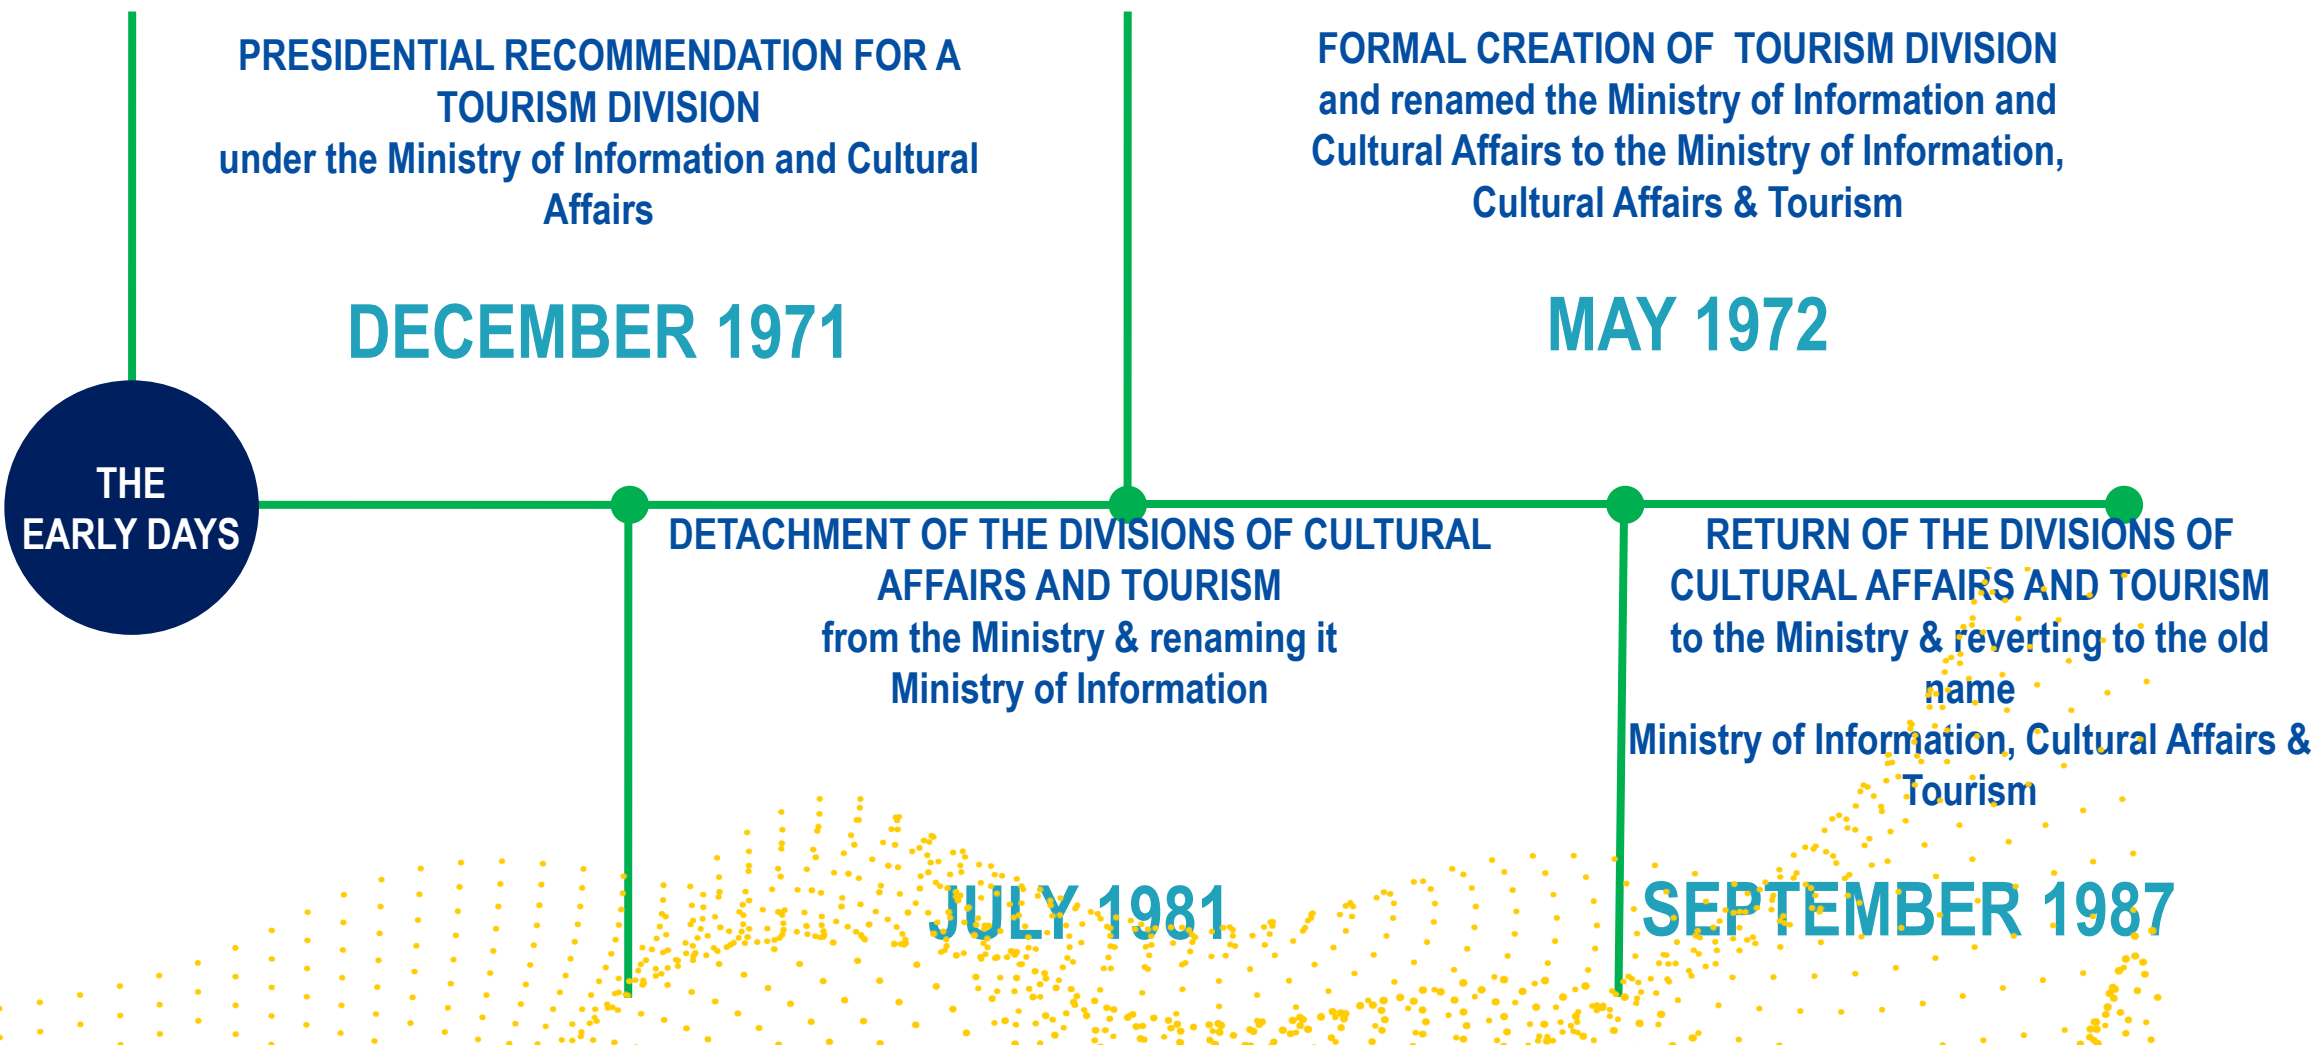 PRESIDENTIAL RECOMMENDATION FOR A
TOURISM DIVISION
under the Ministry of Information and Cultural
Affairs
DECEMBER 1971
FORMAL CREATION OF TOURISM DIVISION
and renamed the Ministry of Information and
Cultural Affairs to the Ministry of Information,
Cultural Affairs & Tourism
MAY 1972
THE
EARLY DAYS
DETACHMENT OF THE DIVISIONS OF CULTURAL
AFFAIRS AND TOURISM
from the Ministry & renaming it
Ministry of Information
JULY 1981
RETURN OF THE DIVISIONS OF
CULTURAL AFFAIRS AND TOURISM
to the Ministry & reverting to the old
name
Ministry of Information, Cultural Affairs &
Tourism
SEPTEMBER 1987